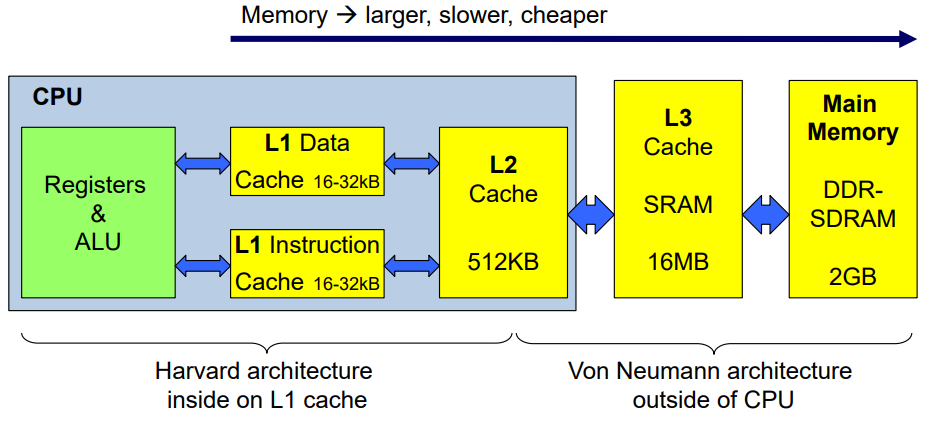 Memory → larger, slower, cheaper
CPU
Registers
&
ALU
L1 Data
Cache 16-32kB
L1 Instruction
Cache 16-32kB
L2
Cache
512KB
L3
Cache
SRAM
16MB
Main
Memory
DDR-
SDRAM
2GB
Harvard architecture
inside on L1 cache
Von Neumann architecture
outside of CPU